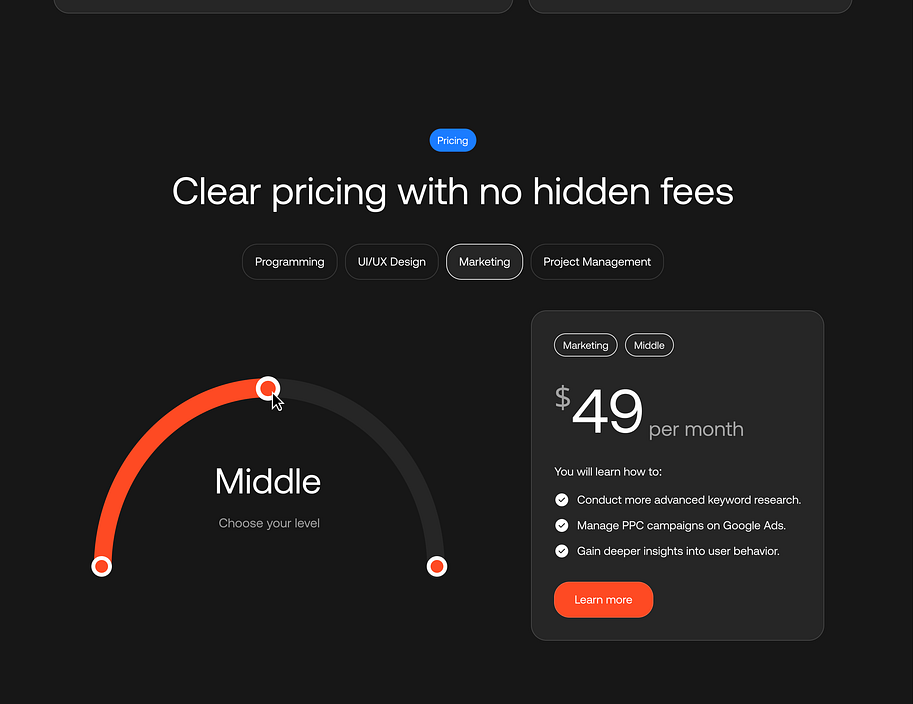 Pricing
Clear pricing with no hidden fees
Programming
UI/UX Design
Marketing
Project Management
Middle
Choose your level
Marketing
Middle
$49 per month
You will learn how to:
Conduct more advanced keyword research.
Manage PPC campaigns on Google Ads.
Gain deeper insights into user behavior.
Learn more